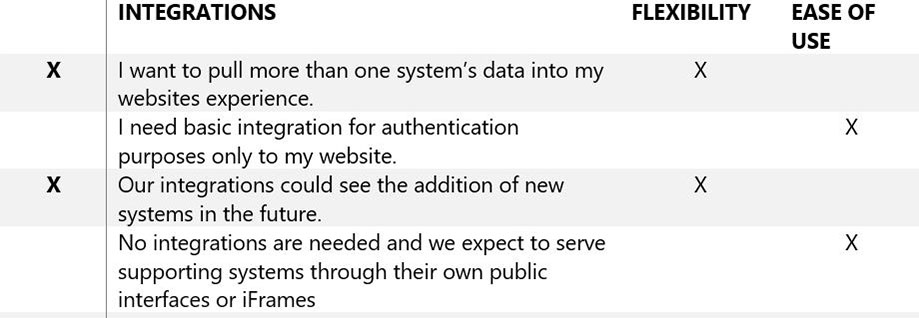 INTEGRATIONS FLEXIBILITY EASE OF
USE
X I want to pull more than one system's data into my X
websites experience.
I need basic integration for authentication X
purposes only to my website.
X Our integrations could see the addition of new X
systems in the future.
No integrations are needed and we expect to serve X
supporting systems through their own public
interfaces or iFrames